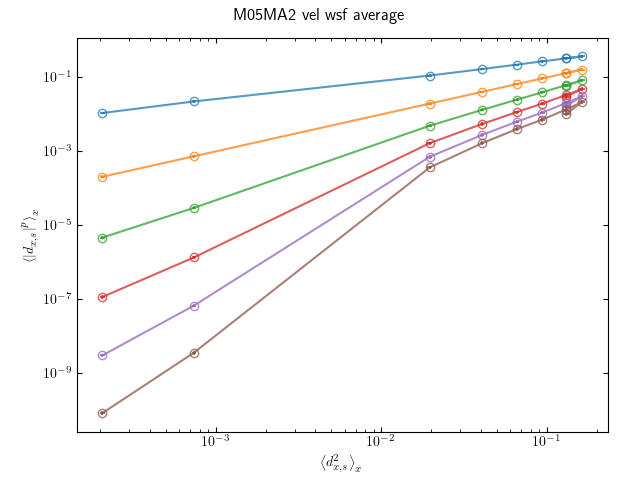 M05MA2 vel wsf average
⟨|d_{x,s}|^p⟩_x
10^{-1}
10^{-3}
10^{-5}
10^{-7}
10^{-9}
10^{-3} 10^{-2} 10^{-1}
⟨d_{x,s}^2⟩_x